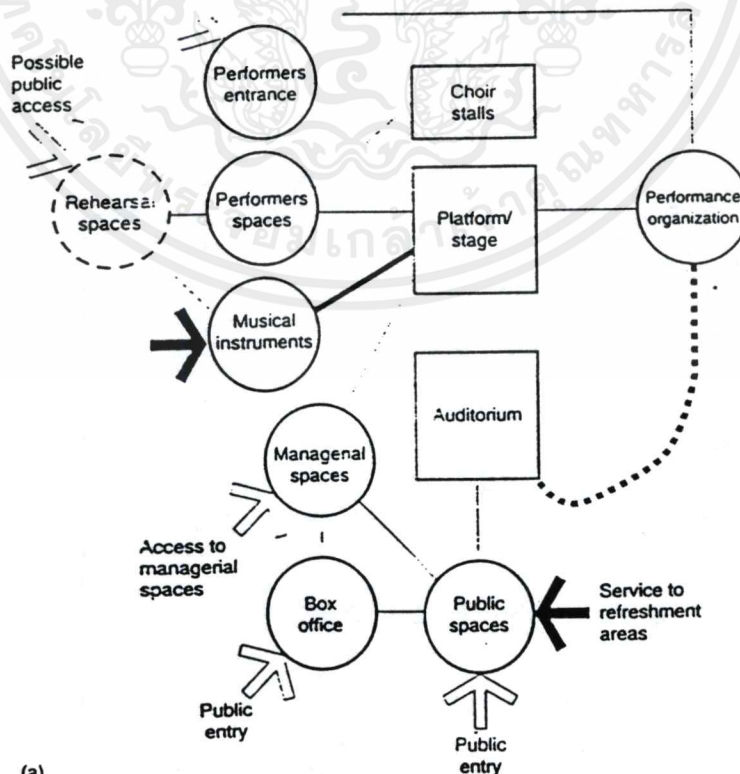 Possible
public
access
Performers
entrance
Choir
stalls
Rehearsa:
spaces
Performers
spaces
Platform/
stage
Performance
organization
Musical
instruments
Auditorium
Managenal
spaces
Access to
managerial
spaces
Box
office
Public
spaces
Service to
refreshment
areas
Public
entry
Public
entry
(a)